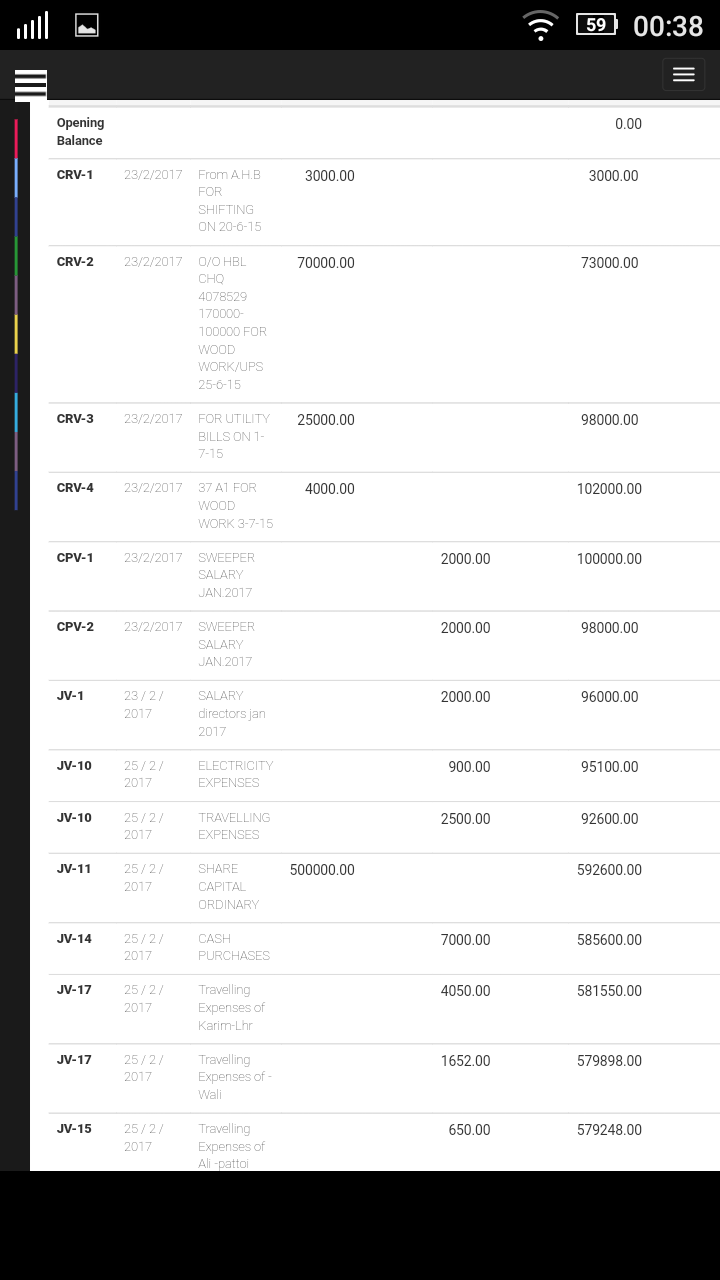 59 00:38
Opening 0.00
Balance
CRV-1 23/2/2017 From A.H.B 3000.00 3000.00
FOR
SHIFTING
ON 20-6-15
CRV-2 23/2/2017 O/O HBL 70000.00 73000.00
CHQ
4078529
170000-
100000 FOR
WOOD
WORK/UPS
25-6-15
CRV-3 23/2/2017 FOR UTILITY 25000.00 98000.00
BILLS ON 1-
7-15
CRV-4 23/2/2017 37 A1 FOR 4000.00 102000.00
WOOD
WORK 3-7-15
CPV-1 23/2/2017 SWEEPER 2000.00 100000.00
SALARY
JAN.2017
CPV-2 23/2/2017 SWEEPER 2000.00 98000.00
SALARY
JAN.2017
JV-1 23 / 2 / SALARY 2000.00 96000.00
2017 directors jan
2017
JV-10 25 / 2 / ELECTRICITY 900.00 95100.00
2017 EXPENSES
JV-10 25 / 2 / TRAVELLING 2500.00 92600.00
2017 EXPENSES
JV-11 25 / 2 / SHARE 500000.00 592600.00
2017 CAPITAL
ORDINARY
JV-14 25 / 2 / CASH 7000.00 585600.00
2017 PURCHASES
JV-17 25 / 2 / Travelling 4050.00 581550.00
2017 Expenses of
Karim-Lhr
JV-17 25 / 2 / Travelling 1652.00 579898.00
2017 Expenses of -
Wali
JV-15 25 / 2 / Travelling 650.00 579248.00
2017 Expenses of
Ali -pattoi